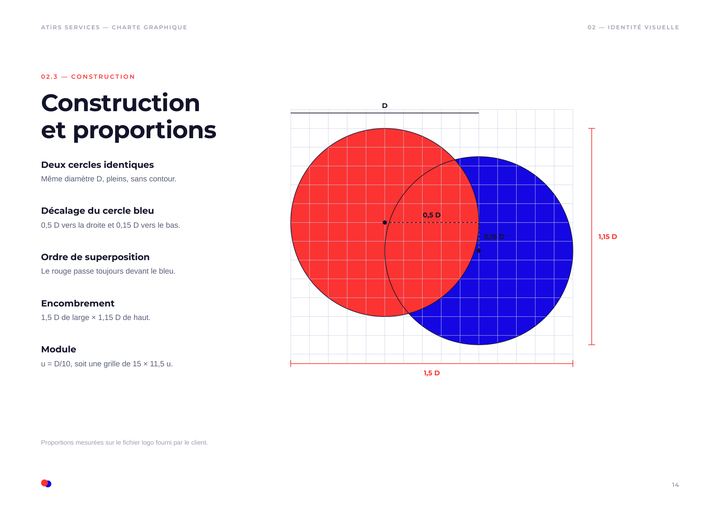 ATÏRS SERVICES — CHARTE GRAPHIQUE
02 — IDENTITÉ VISUELLE
02.3 — CONSTRUCTION
Construction
et proportions
Deux cercles identiques
Même diamètre D, pleins, sans contour.
Décalage du cercle bleu
0,5 D vers la droite et 0,15 D vers le bas.
Ordre de superposition
Le rouge passe toujours devant le bleu.
Encombrement
1,5 D de large × 1,15 D de haut.
Module
u = D/10, soit une grille de 15 × 11,5 u.
D
0,5 D
0,15 D
1,15 D
1,5 D
Proportions mesurées sur le fichier logo fourni par le client.
14